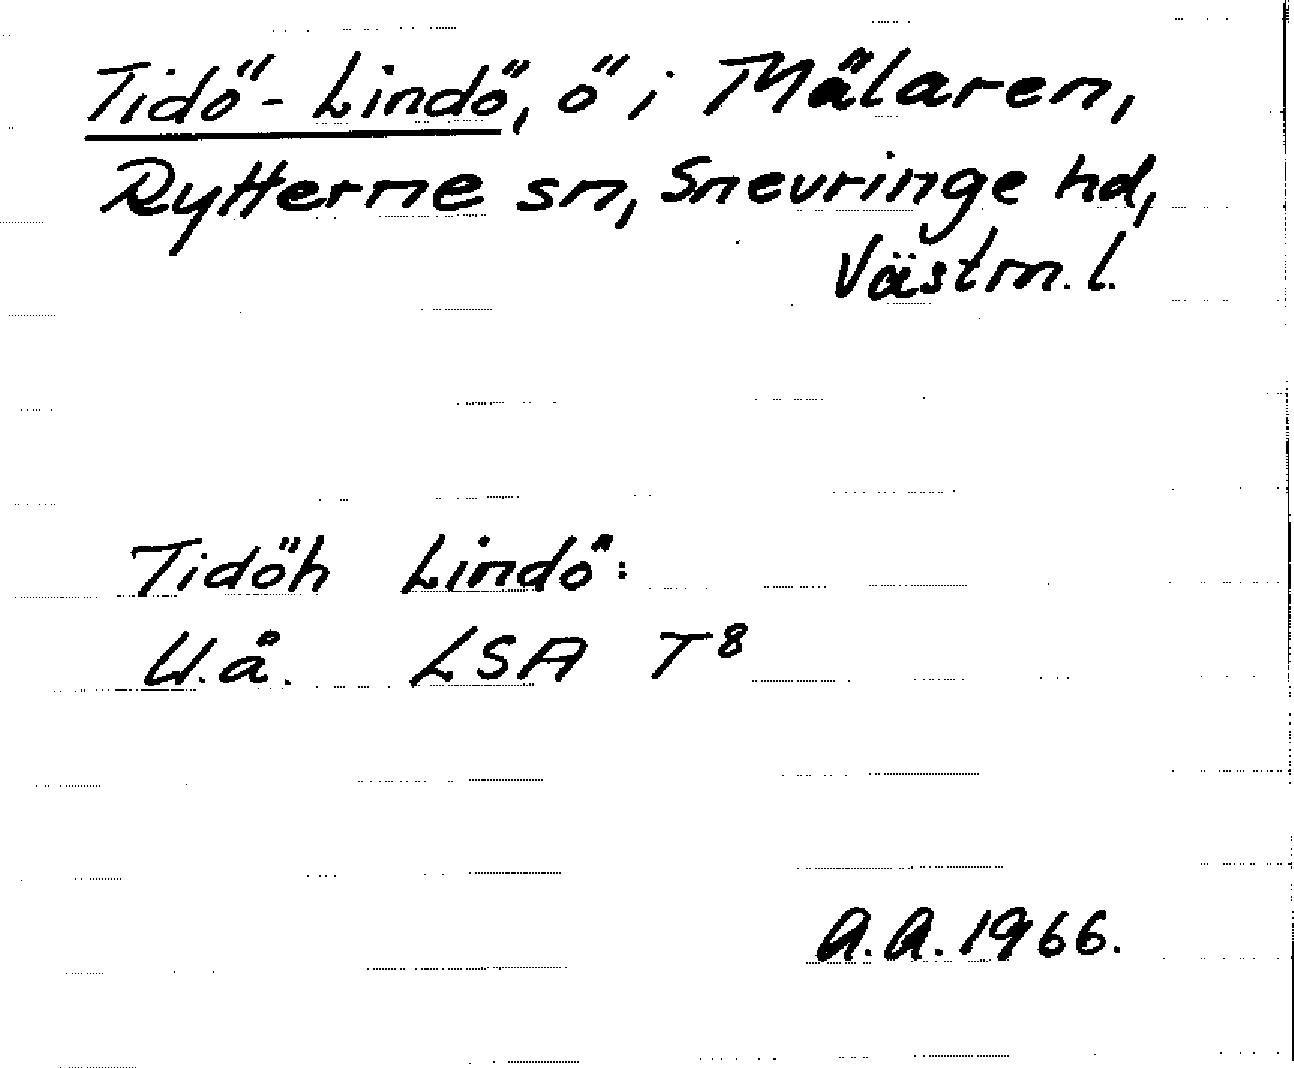 Tidö-Lindö, ö i Mälaren,
Rytterne sn, Snevringe hd,
Västm.l.
Tidöh Lindö:
U.å. LSA T8
A.A.1966.